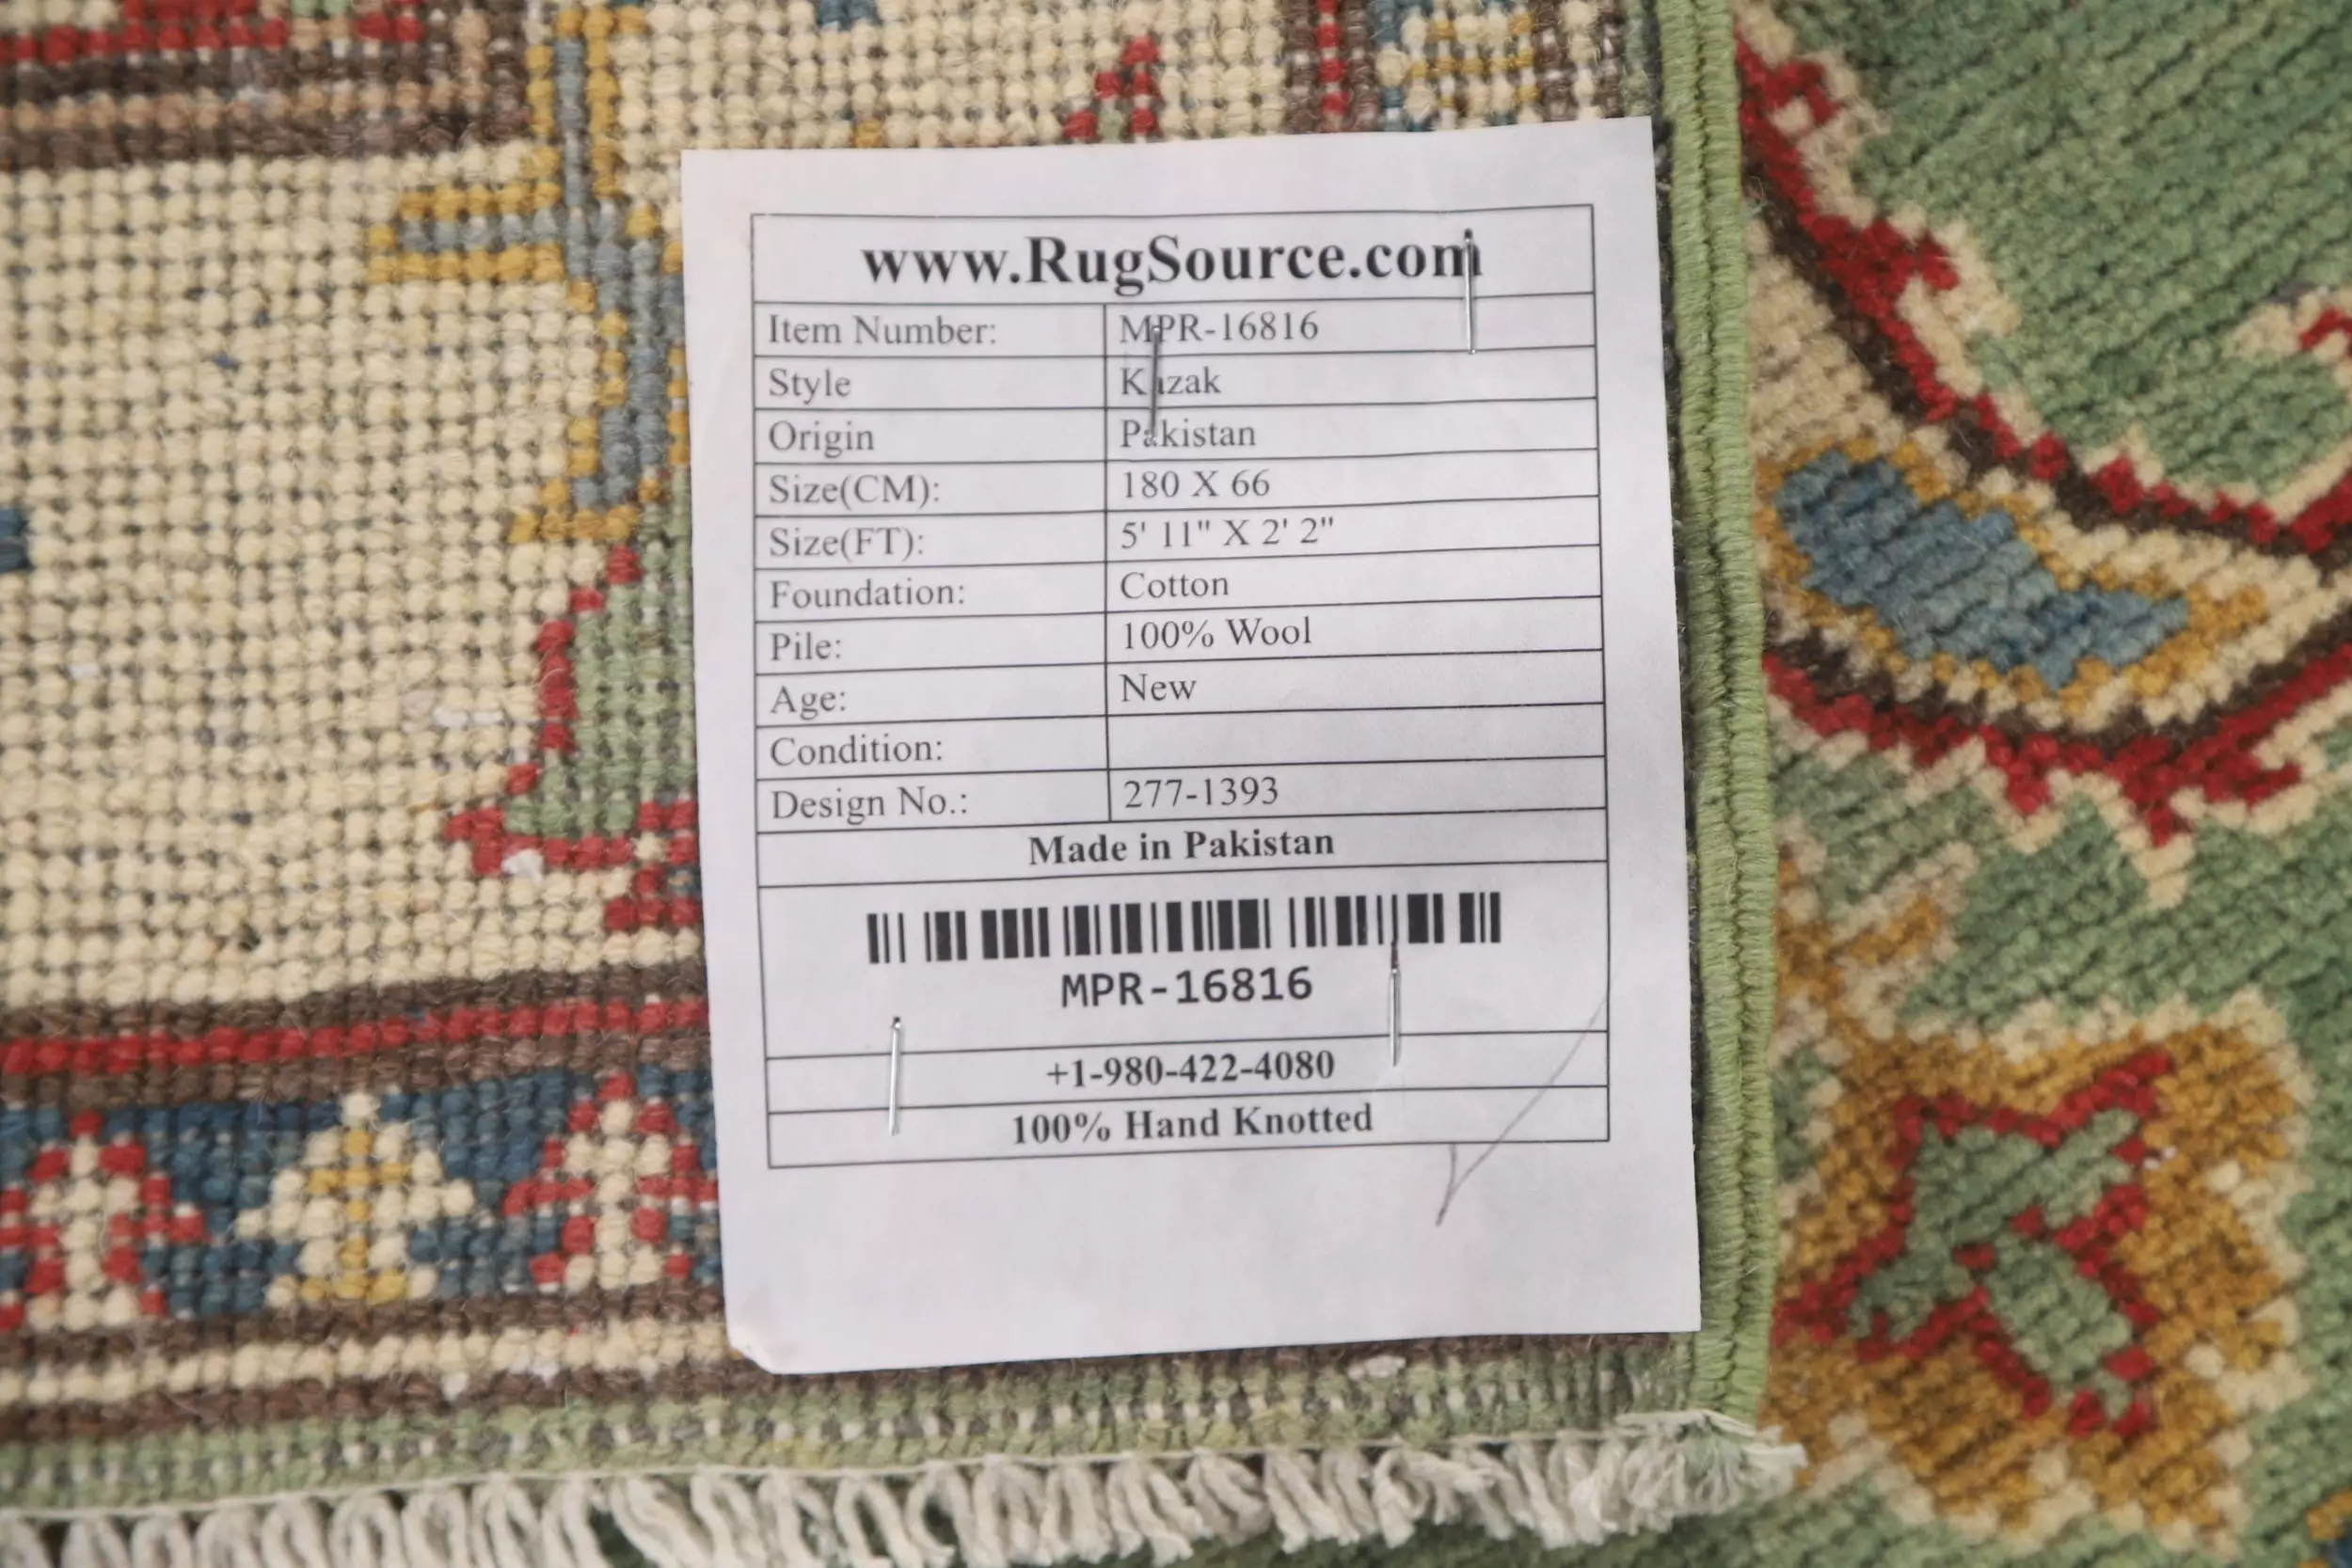 www.RugSource.com
Item Number: MPR-16816
Style Kazak
Origin Pakistan
Size(CM): 180 X 66
Size(FT): 5' 11" X 2' 2"
Foundation: Cotton
Pile: 100% Wool
Age: New
Condition:
Design No.: 277-1393
Made in Pakistan
MPR-16816
+1-980-422-4080
100% Hand Knotted